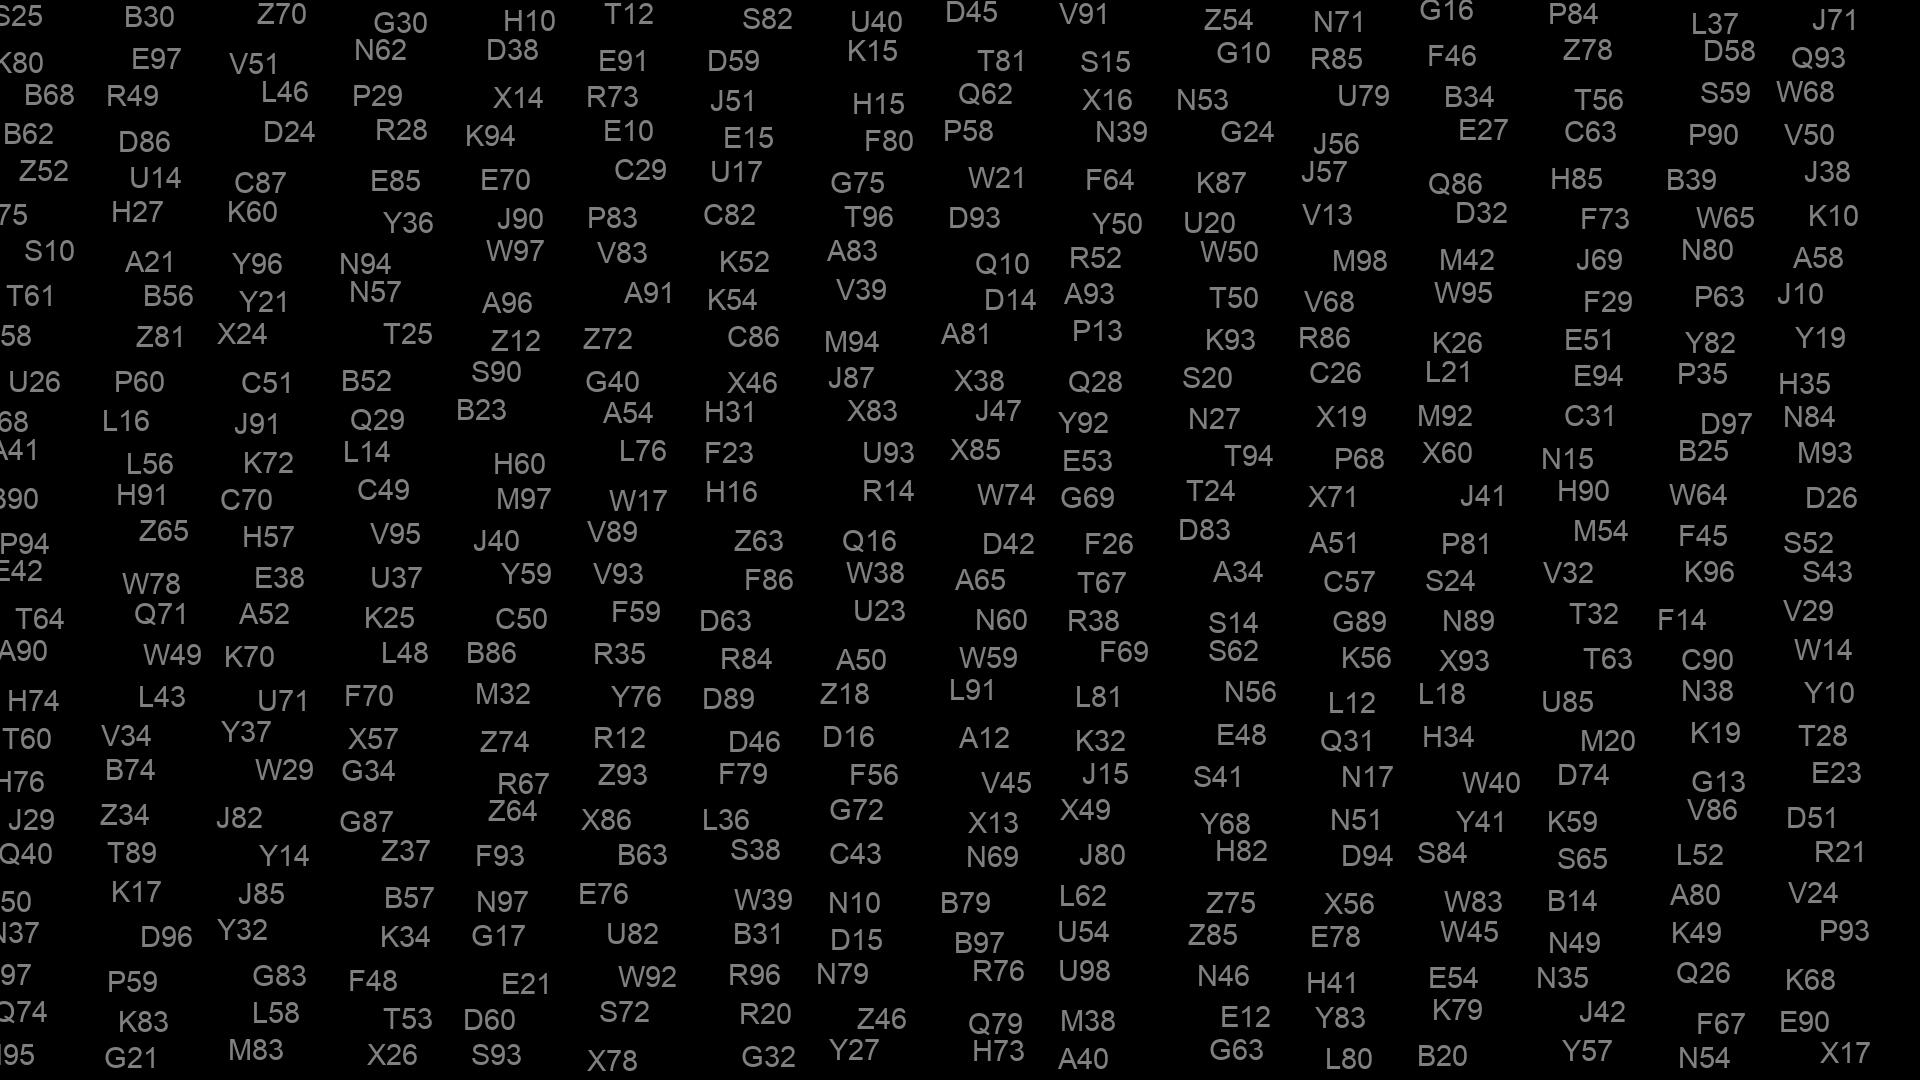 S25 B30 Z70 G30 H10 T12 S82 U40 D45 V91 Z54 N71 G16 P84 L37 J71
K80 E97 V51 N62 D38 E91 D59 K15 T81 S15 G10 R85 F46 Z78 D58 Q93
B68 R49 L46 P29 X14 R73 J51 H15 Q62 X16 N53 U79 B34 T56 S59 W68
B62 D86 D24 R28 K94 E10 E15 F80 P58 N39 G24 J56 E27 C63 P90 V50
Z52 U14 C87 E85 E70 C29 U17 G75 W21 F64 K87 J57 Q86 H85 B39 J38
75 H27 K60 Y36 J90 P83 C82 T96 D93 Y50 U20 V13 D32 F73 W65 K10
S10 A21 Y96 N94 W97 V83 K52 A83 Q10 R52 W50 M98 M42 J69 N80 A58
T61 B56 Y21 N57 A96 A91 K54 V39 D14 A93 T50 V68 W95 F29 P63 J10
58 Z81 X24 T25 Z12 Z72 C86 M94 A81 P13 K93 R86 K26 E51 Y82 Y19
U26 P60 C51 B52 S90 G40 X46 J87 X38 Q28 S20 C26 L21 E94 P35 H35
68 L16 J91 Q29 B23 A54 H31 X83 J47 Y92 N27 X19 M92 C31 D97 N84
A41 L56 K72 L14 H60 L76 F23 U93 X85 E53 T94 P68 X60 N15 B25 M93
B90 H91 C70 C49 M97 W17 H16 R14 W74 G69 T24 X71 J41 H90 W64 D26
P94 Z65 H57 V95 J40 V89 Z63 Q16 D42 F26 D83 A51 P81 M54 F45 S52
E42 W78 E38 U37 Y59 V93 F86 W38 A65 T67 A34 C57 S24 V32 K96 S43
T64 Q71 A52 K25 C50 F59 D63 U23 N60 R38 S14 G89 N89 T32 F14 V29
A90 W49 K70 L48 B86 R35 R84 A50 W59 F69 S62 K56 X93 T63 C90 W14
H74 L43 U71 F70 M32 Y76 D89 Z18 L91 L81 N56 L12 L18 U85 N38 Y10
T60 V34 Y37 X57 Z74 R12 D46 D16 A12 K32 E48 Q31 H34 M20 K19 T28
H76 B74 W29 G34 R67 Z93 F79 F56 V45 J15 S41 N17 W40 D74 G13 E23
J29 Z34 J82 G87 Z64 X86 L36 G72 X13 X49 Y68 N51 Y41 K59 V86 D51
Q40 T89 Y14 Z37 F93 B63 S38 C43 N69 J80 H82 D94 S84 S65 L52 R21
50 K17 J85 B57 N97 E76 W39 N10 B79 L62 Z75 X56 W83 B14 A80 V24
N37 D96 Y32 K34 G17 U82 B31 D15 B97 U54 Z85 E78 W45 N49 K49 P93
97 P59 G83 F48 E21 W92 R96 N79 R76 U98 N46 H41 E54 N35 Q26 K68
Q74 K83 L58 T53 D60 S72 R20 Z46 Q79 M38 E12 Y83 K79 J42 F67 E90
95 G21 M83 X26 S93 X78 G32 Y27 H73 A40 G63 L80 B20 Y57 N54 X17